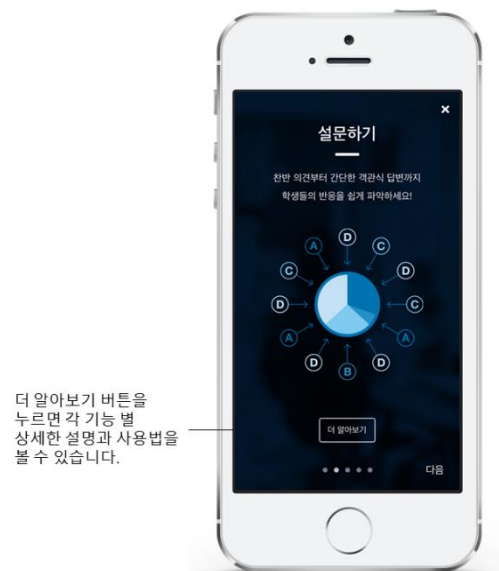 ×
설문하기
찬반 의견부터 간단한 객관식 답변까지
학생들의 반응을 쉽게 파악하세요!
D
A
C
C
D
D
C
A
A
D
D
B
더 알아보기 버튼을
누르면 각 기능 별
상세한 설명과 사용법을
볼 수 있습니다.
더 알아보기
다음